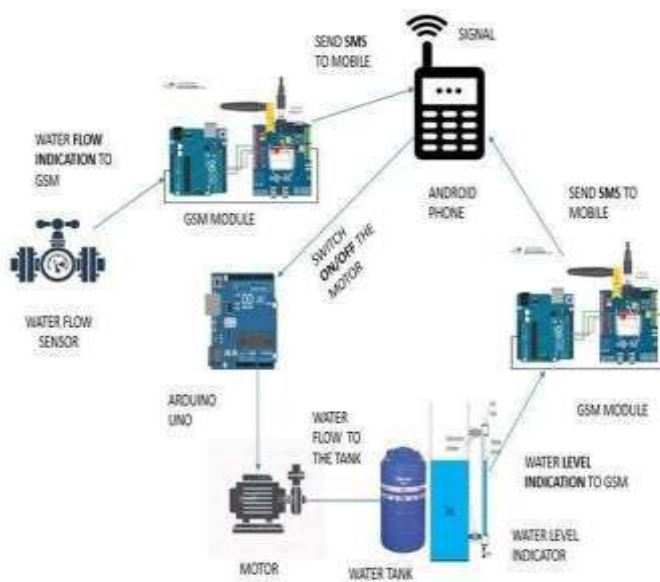 SIGNAL
SEND SMS
TO MOBILE
WATER FLOW
INDICATION TO
GSM
GSM MODULE
ANDROID
PHONE
SEND SMS TO
MOBILE
SWITCH
ON/OFF THE
MOTOR
WATER FLOW
SENSOR
ARDUINO
UNO
GSM MODULE
WATER
FLOW TO
THE TANK
WATER LEVEL
INDICATION TO GSM
WATER LEVEL
INDICATOR
MOTOR
WATER TANK